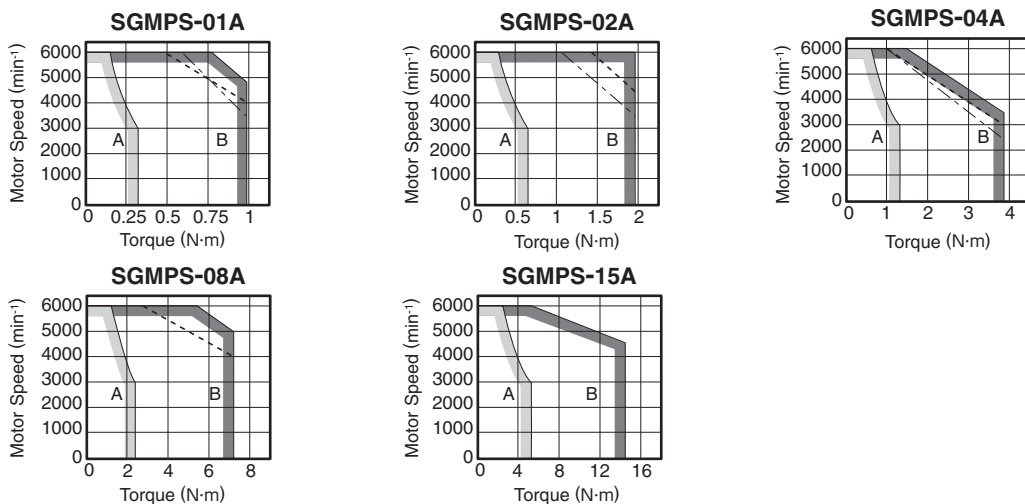 SGMPS-01A
Motor Speed (min⁻¹)
6000
5000
4000
3000
2000
1000
0
A
B
0 0.25 0.5 0.75 1
Torque (N·m)
SGMPS-02A
Motor Speed (min⁻¹)
6000
5000
4000
3000
2000
1000
0
A
B
0 0.5 1 1.5 2
Torque (N·m)
SGMPS-04A
Motor Speed (min⁻¹)
6000
5000
4000
3000
2000
1000
0
A
B
0 1 2 3 4
Torque (N·m)
SGMPS-08A
Motor Speed (min⁻¹)
6000
5000
4000
3000
2000
1000
0
A
B
0 2 4 6 8
Torque (N·m)
SGMPS-15A
Motor Speed (min⁻¹)
6000
5000
4000
3000
2000
1000
0
A
B
0 4 8 12 16
Torque (N·m)